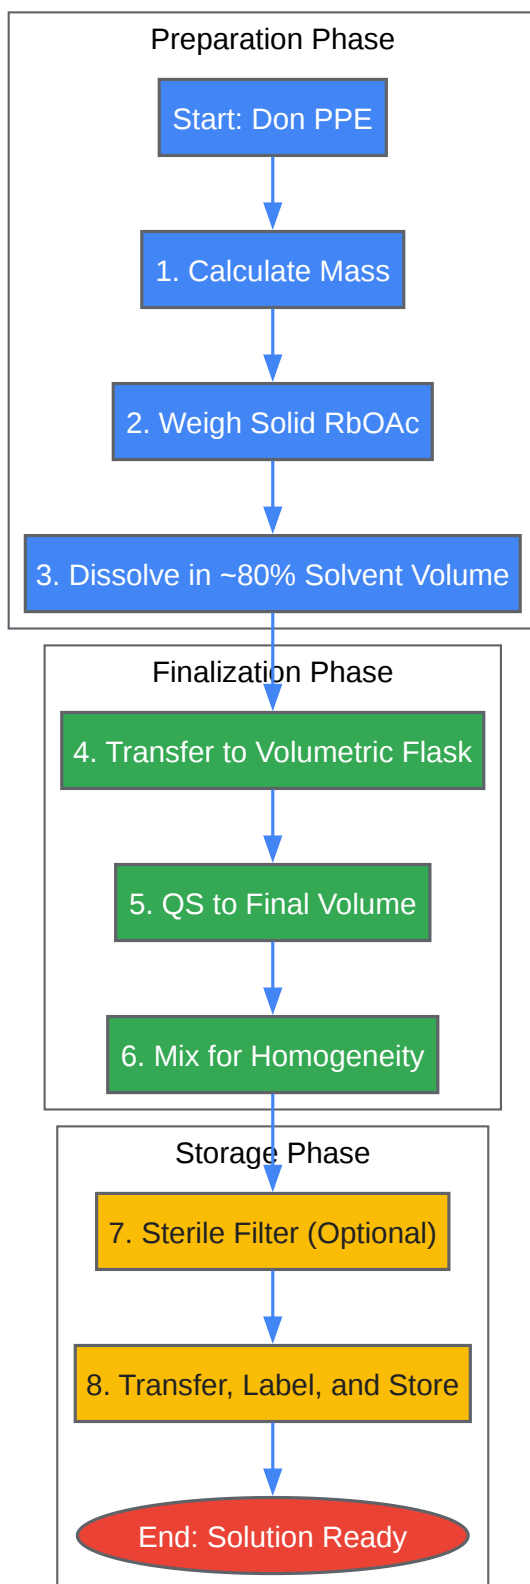 Preparation Phase
Start: Don PPE
1. Calculate Mass
2. Weigh Solid RbOAc
3. Dissolve in ~80% Solvent Volume
Finalization Phase
4. Transfer to Volumetric Flask
5. QS to Final Volume
6. Mix for Homogeneity
Storage Phase
7. Sterile Filter (Optional)
8. Transfer, Label, and Store
End: Solution Ready